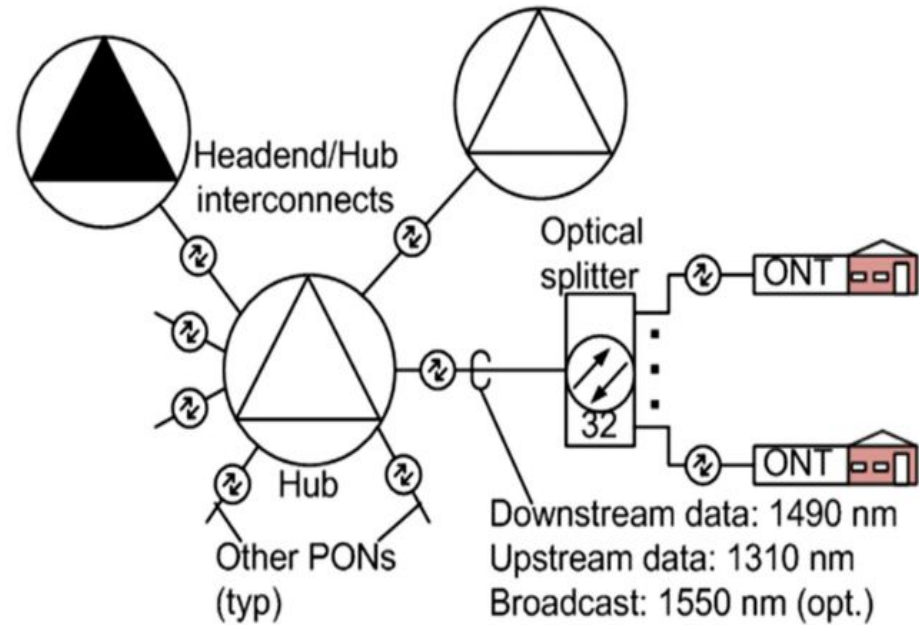 Headend/Hub
interconnects
Optical
splitter
ONT
32
ONT
Hub
Other PONs
(typ)
Downstream data: 1490 nm
Upstream data: 1310 nm
Broadcast: 1550 nm (opt.)